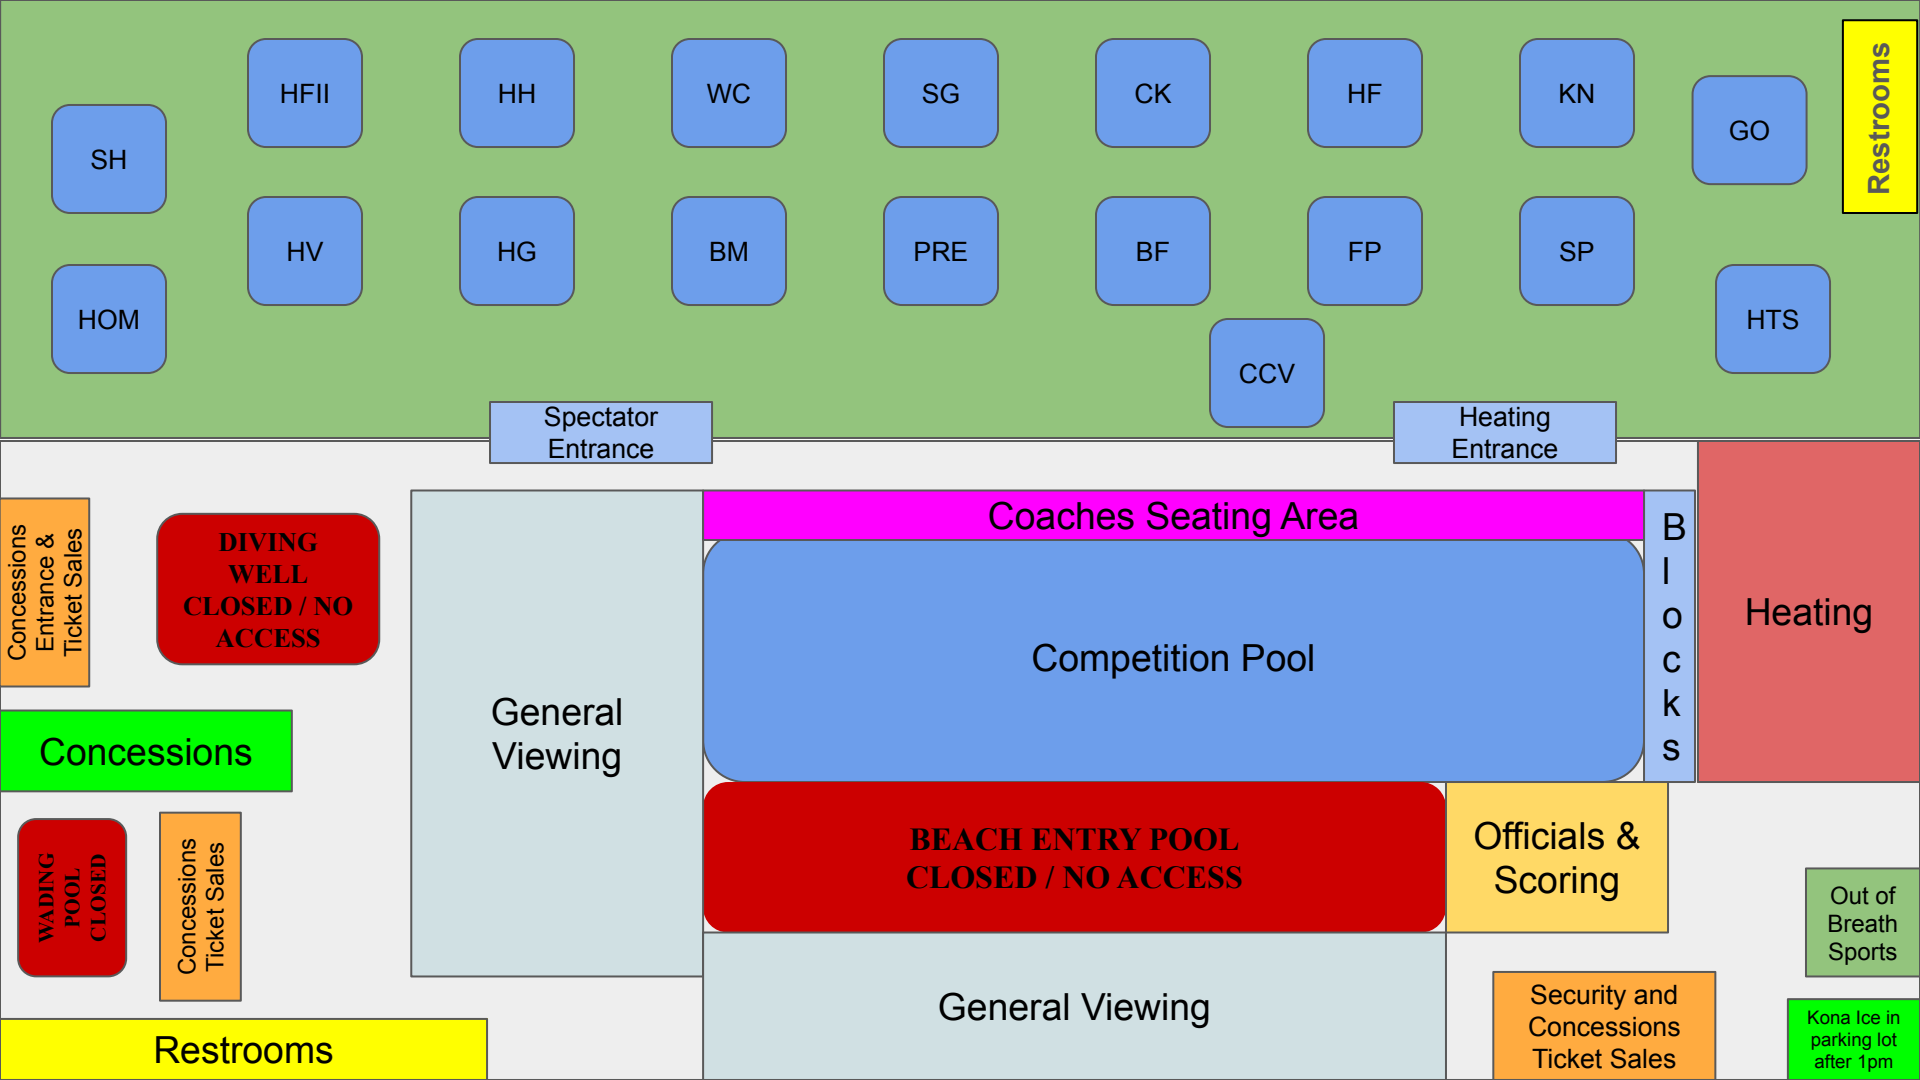 HFII
HH
WC
SG
CK
HF
KN
GO
Restrooms
SH
HV
HG
BM
PRE
BF
FP
SP
HOM
HTS
CCV
Spectator
Entrance
Heating
Entrance
Concessions
Entrance &
Ticket Sales
DIVING
WELL
CLOSED / NO
ACCESS
Coaches Seating Area
B
l
o
c
k
s
Heating
Competition Pool
General
Viewing
Concessions
WADING
POOL
CLOSED
Concessions
Ticket Sales
BEACH ENTRY POOL
CLOSED / NO ACCESS
Officials &
Scoring
Out of
Breath
Sports
General Viewing
Security and
Concessions
Ticket Sales
Kona Ice in
parking lot
after 1pm
Restrooms